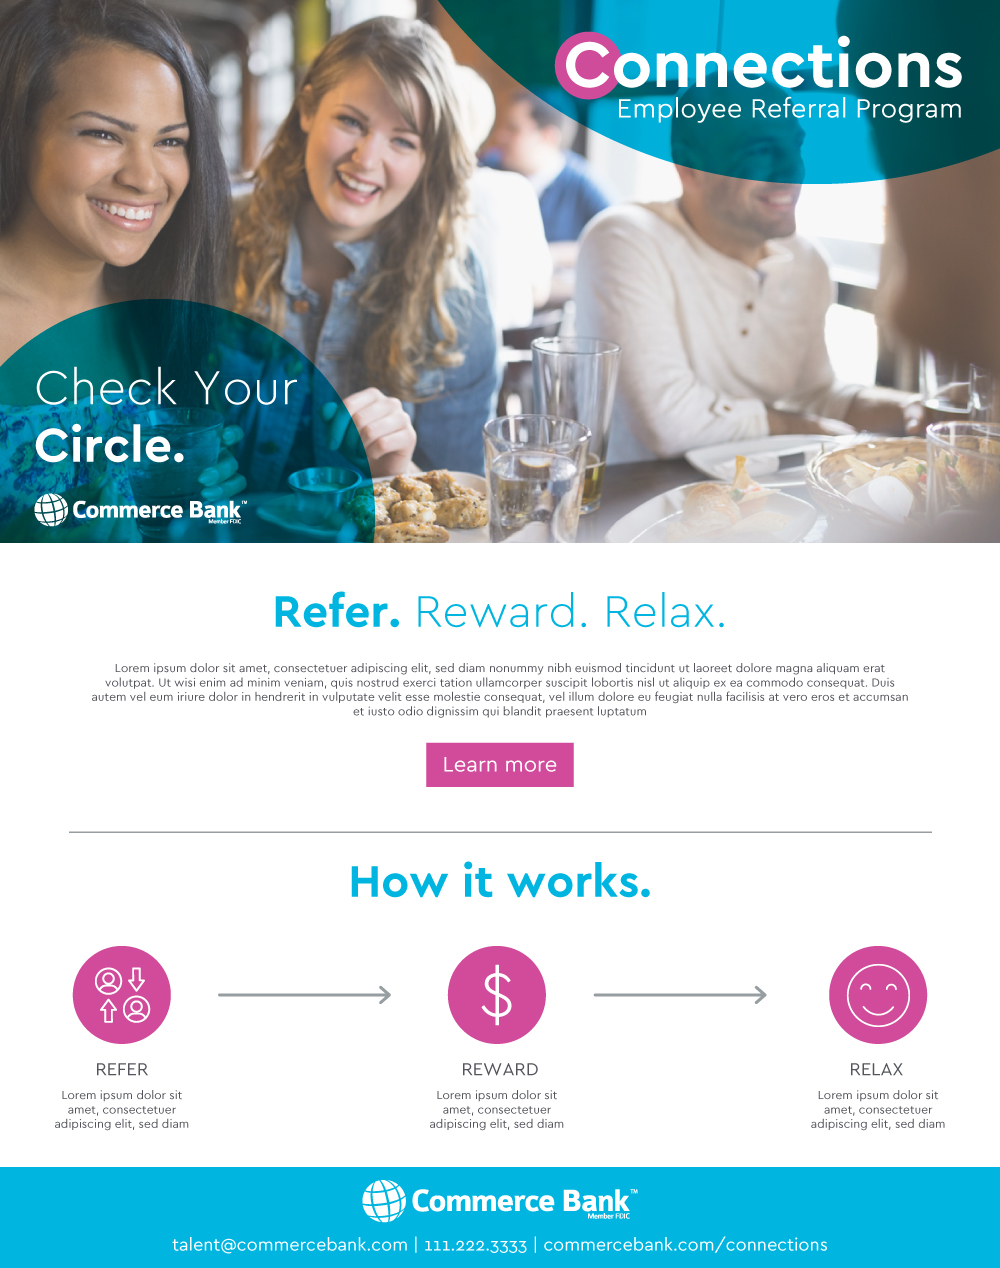 Connections
Employee Referral Program
Check Your
Circle.
Commerce Bank™
Member FDIC
Refer. Reward. Relax.
Lorem ipsum dolor sit amet, consectetuer adipiscing elit, sed diam nonummy nibh euismod tincidunt ut laoreet dolore magna aliquam erat
volutpat. Ut wisi enim ad minim veniam, quis nostrud exerci tation ullamcorper suscipit lobortis nisl ut aliquip ex ea commodo consequat. Duis
autem vel eum iriure dolor in hendrerit in vulputate velit esse molestie consequat, vel illum dolore eu feugiat nulla facilisis at vero eros et accumsan
et iusto odio dignissim qui blandit praesent luptatum
Learn more
How it works.
$
REFER
Lorem ipsum dolor sit
amet, consectetuer
adipiscing elit, sed diam
REWARD
Lorem ipsum dolor sit
amet, consectetuer
adipiscing elit, sed diam
RELAX
Lorem ipsum dolor sit
amet, consectetuer
adipiscing elit, sed diam
Commerce Bank™
Member FDIC
talent@commercebank.com | 111.222.3333 | commercebank.com/connections